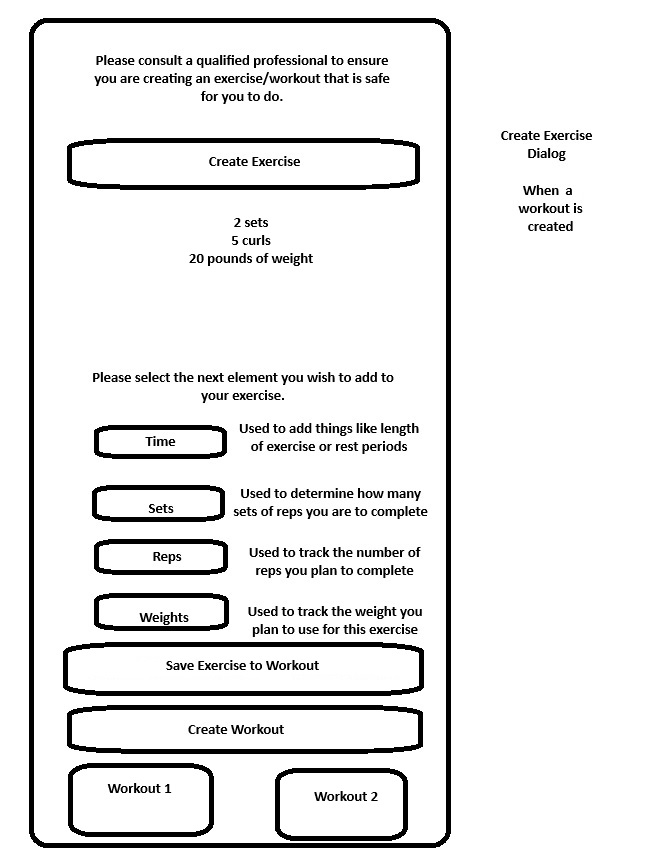 Please consult a qualified professional to ensure
you are creating an exercise/workout that is safe
for you to do.
Create Exercise
2 sets
5 curls
20 pounds of weight
Please select the next element you wish to add to
your exercise.
Time
Used to add things like length
of exercise or rest periods
Sets
Used to determine how many
sets of reps you are to complete
Reps
Used to track the number of
reps you plan to complete
Weights
Used to track the weight you
plan to use for this exercise
Save Exercise to Workout
Create Workout
Workout 1
Workout 2
Create Exercise
Dialog
When a
workout is
created